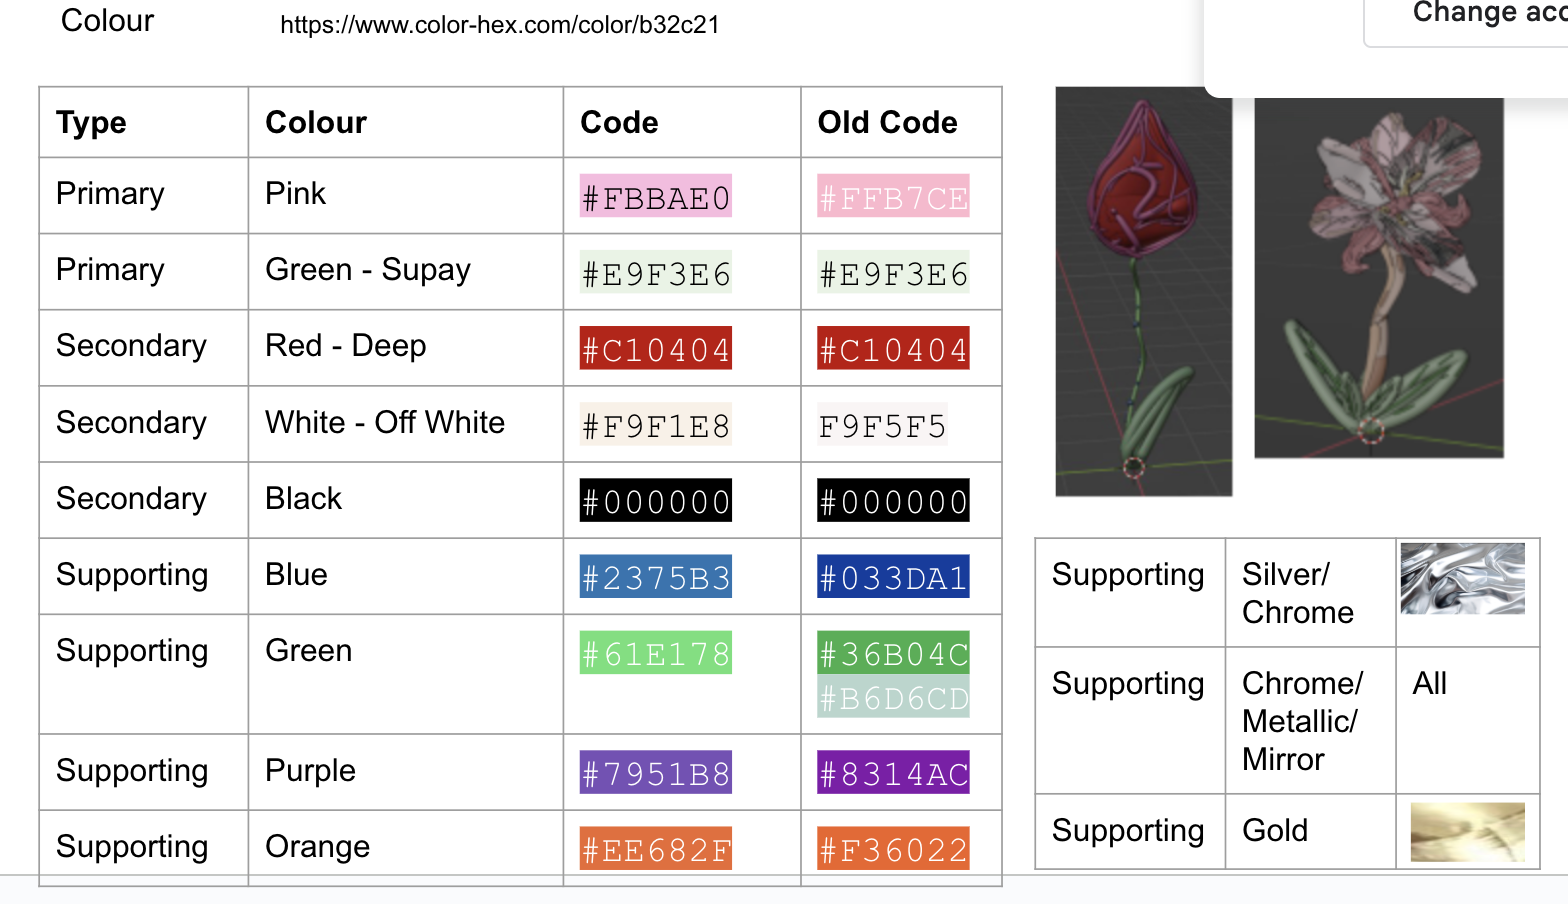 Change acc
Colour https://www.color-hex.com/color/b32c21
Type Colour Code Old Code
Primary Pink #FBBAE0 #FFB7CE
Primary Green - Supay #E9F3E6 #E9F3E6
Secondary Red - Deep #C10404 #C10404
Secondary White - Off White #F9F1E8 F9F5F5
Secondary Black #000000 #000000
Supporting Blue #2375B3 #033DA1
Supporting Green #61E178 #36B04C
#B6D6CD
Supporting Purple #7951B8 #8314AC
Supporting Orange #EE682F #F36022
Supporting Silver/
Chrome
Supporting Chrome/ All
Metallic/
Mirror
Supporting Gold